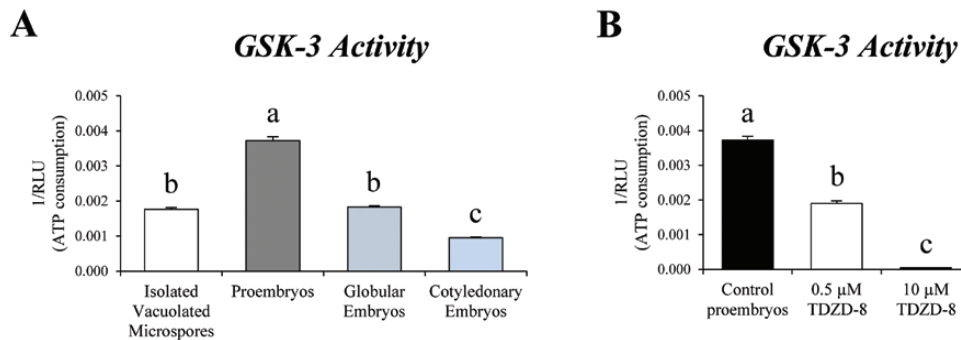 A
GSK-3 Activity
1/RLU
(ATP consumption)
0.005
0.004
0.003
0.002
0.001
0.000
b
a
b
c
Isolated
Vacuolated
Microspores
Proembryos
Globular
Embryos
Cotyledonary
Embryos
B
GSK-3 Activity
1/RLU
(ATP consumption)
0.005
0.004
0.003
0.002
0.001
0.000
a
b
c
Control
proembryos
0.5 µM
TDZD-8
10 µM
TDZD-8